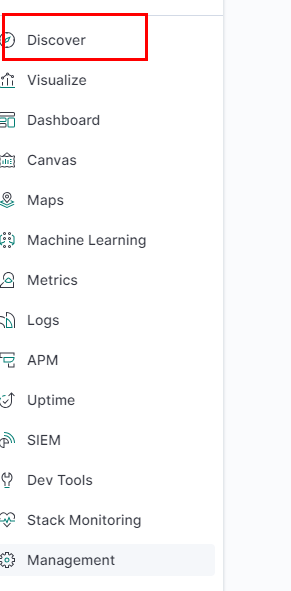 Discover
Visualize
Dashboard
Canvas
Maps
Machine Learning
Metrics
Logs
APM
Uptime
SIEM
Dev Tools
Stack Monitoring
Management